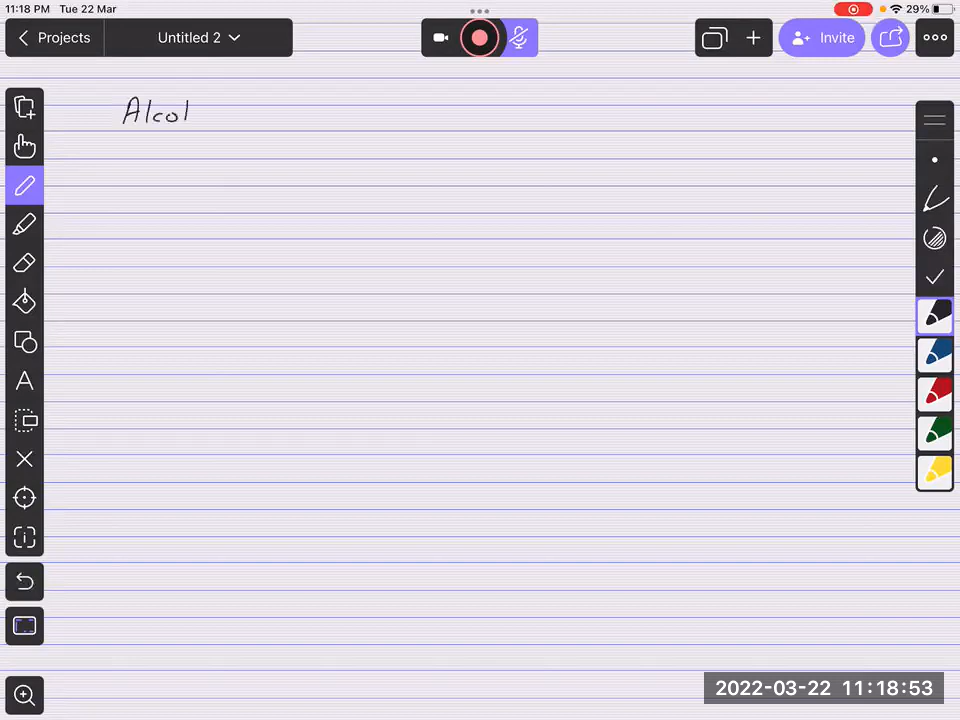 11:18 PM Tue 22 Mar
29%
Projects
Untitled 2
Invite
Alcol
A
2022-03-22 11:18:53